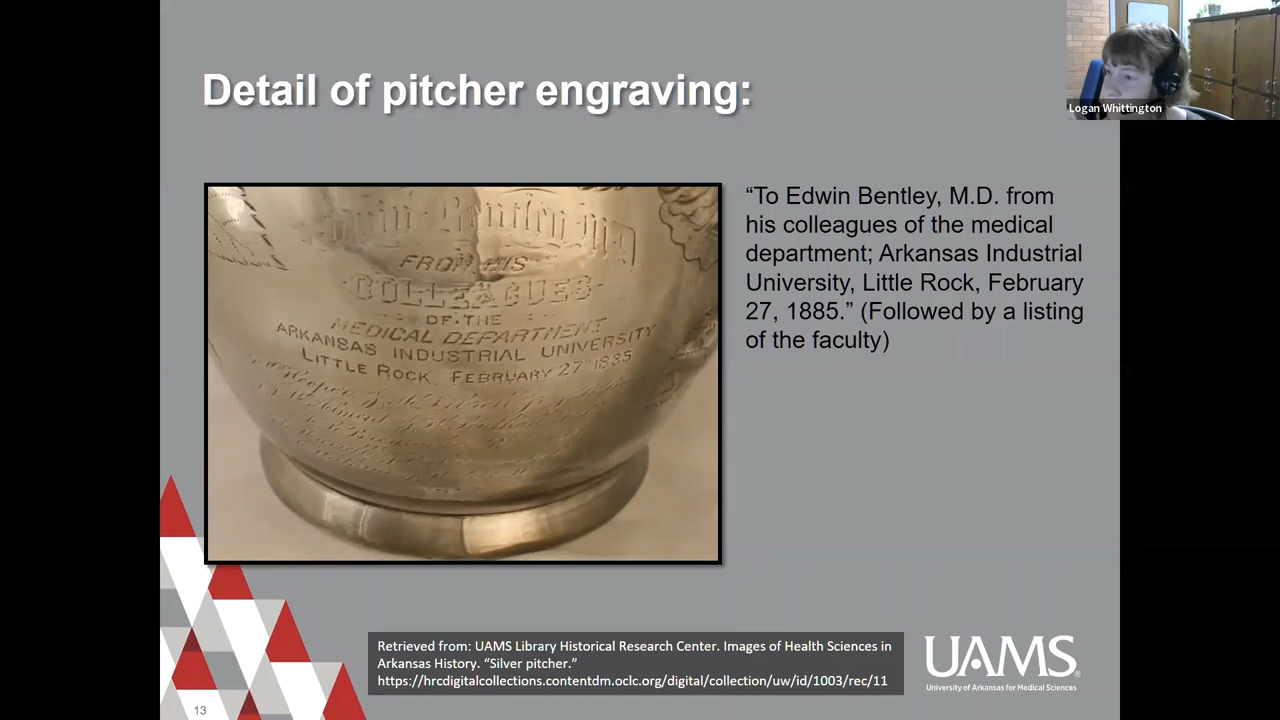 Detail of pitcher engraving:
Logan Whittington
Bentley, M.D.
FROM HIS
COLLEAGUES
OF THE
MEDICAL DEPARTMENT
ARKANSAS INDUSTRIAL UNIVERSITY
LITTLE ROCK, FEBRUARY 27TH 1885
“To Edwin Bentley, M.D. from
his colleagues of the medical
department; Arkansas Industrial
University, Little Rock, February
27, 1885.” (Followed by a listing
of the faculty)
Retrieved from: UAMS Library Historical Research Center. Images of Health Sciences in
Arkansas History. “Silver pitcher.”
https://hrcdigitalcollections.contentdm.oclc.org/digital/collection/uw/id/1003/rec/11
UAMS®
University of Arkansas for Medical Sciences
13